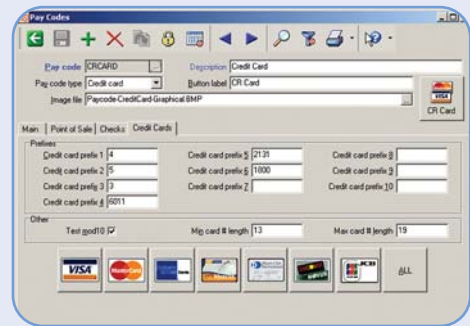 Pay Codes
Pay code CRCARD ... Description Credit Card
Pay code type Credit card Button label CR Card
Image file Paycode-CreditCard-Graphical.BMP
VISA
CR Card
Main Point of Sale Checks Credit Cards
Prefixes
Credit card prefix 1 4 Credit card prefix 5 2131 Credit card prefix 8
Credit card prefix 2 5 Credit card prefix 6 1800 Credit card prefix 9
Credit card prefix 3 3 Credit card prefix 7 Credit card prefix 10
Credit card prefix 4 6011
Other
Test mod10 Min card # length 13 Max card # length 19
VISA MasterCard JCB ALL